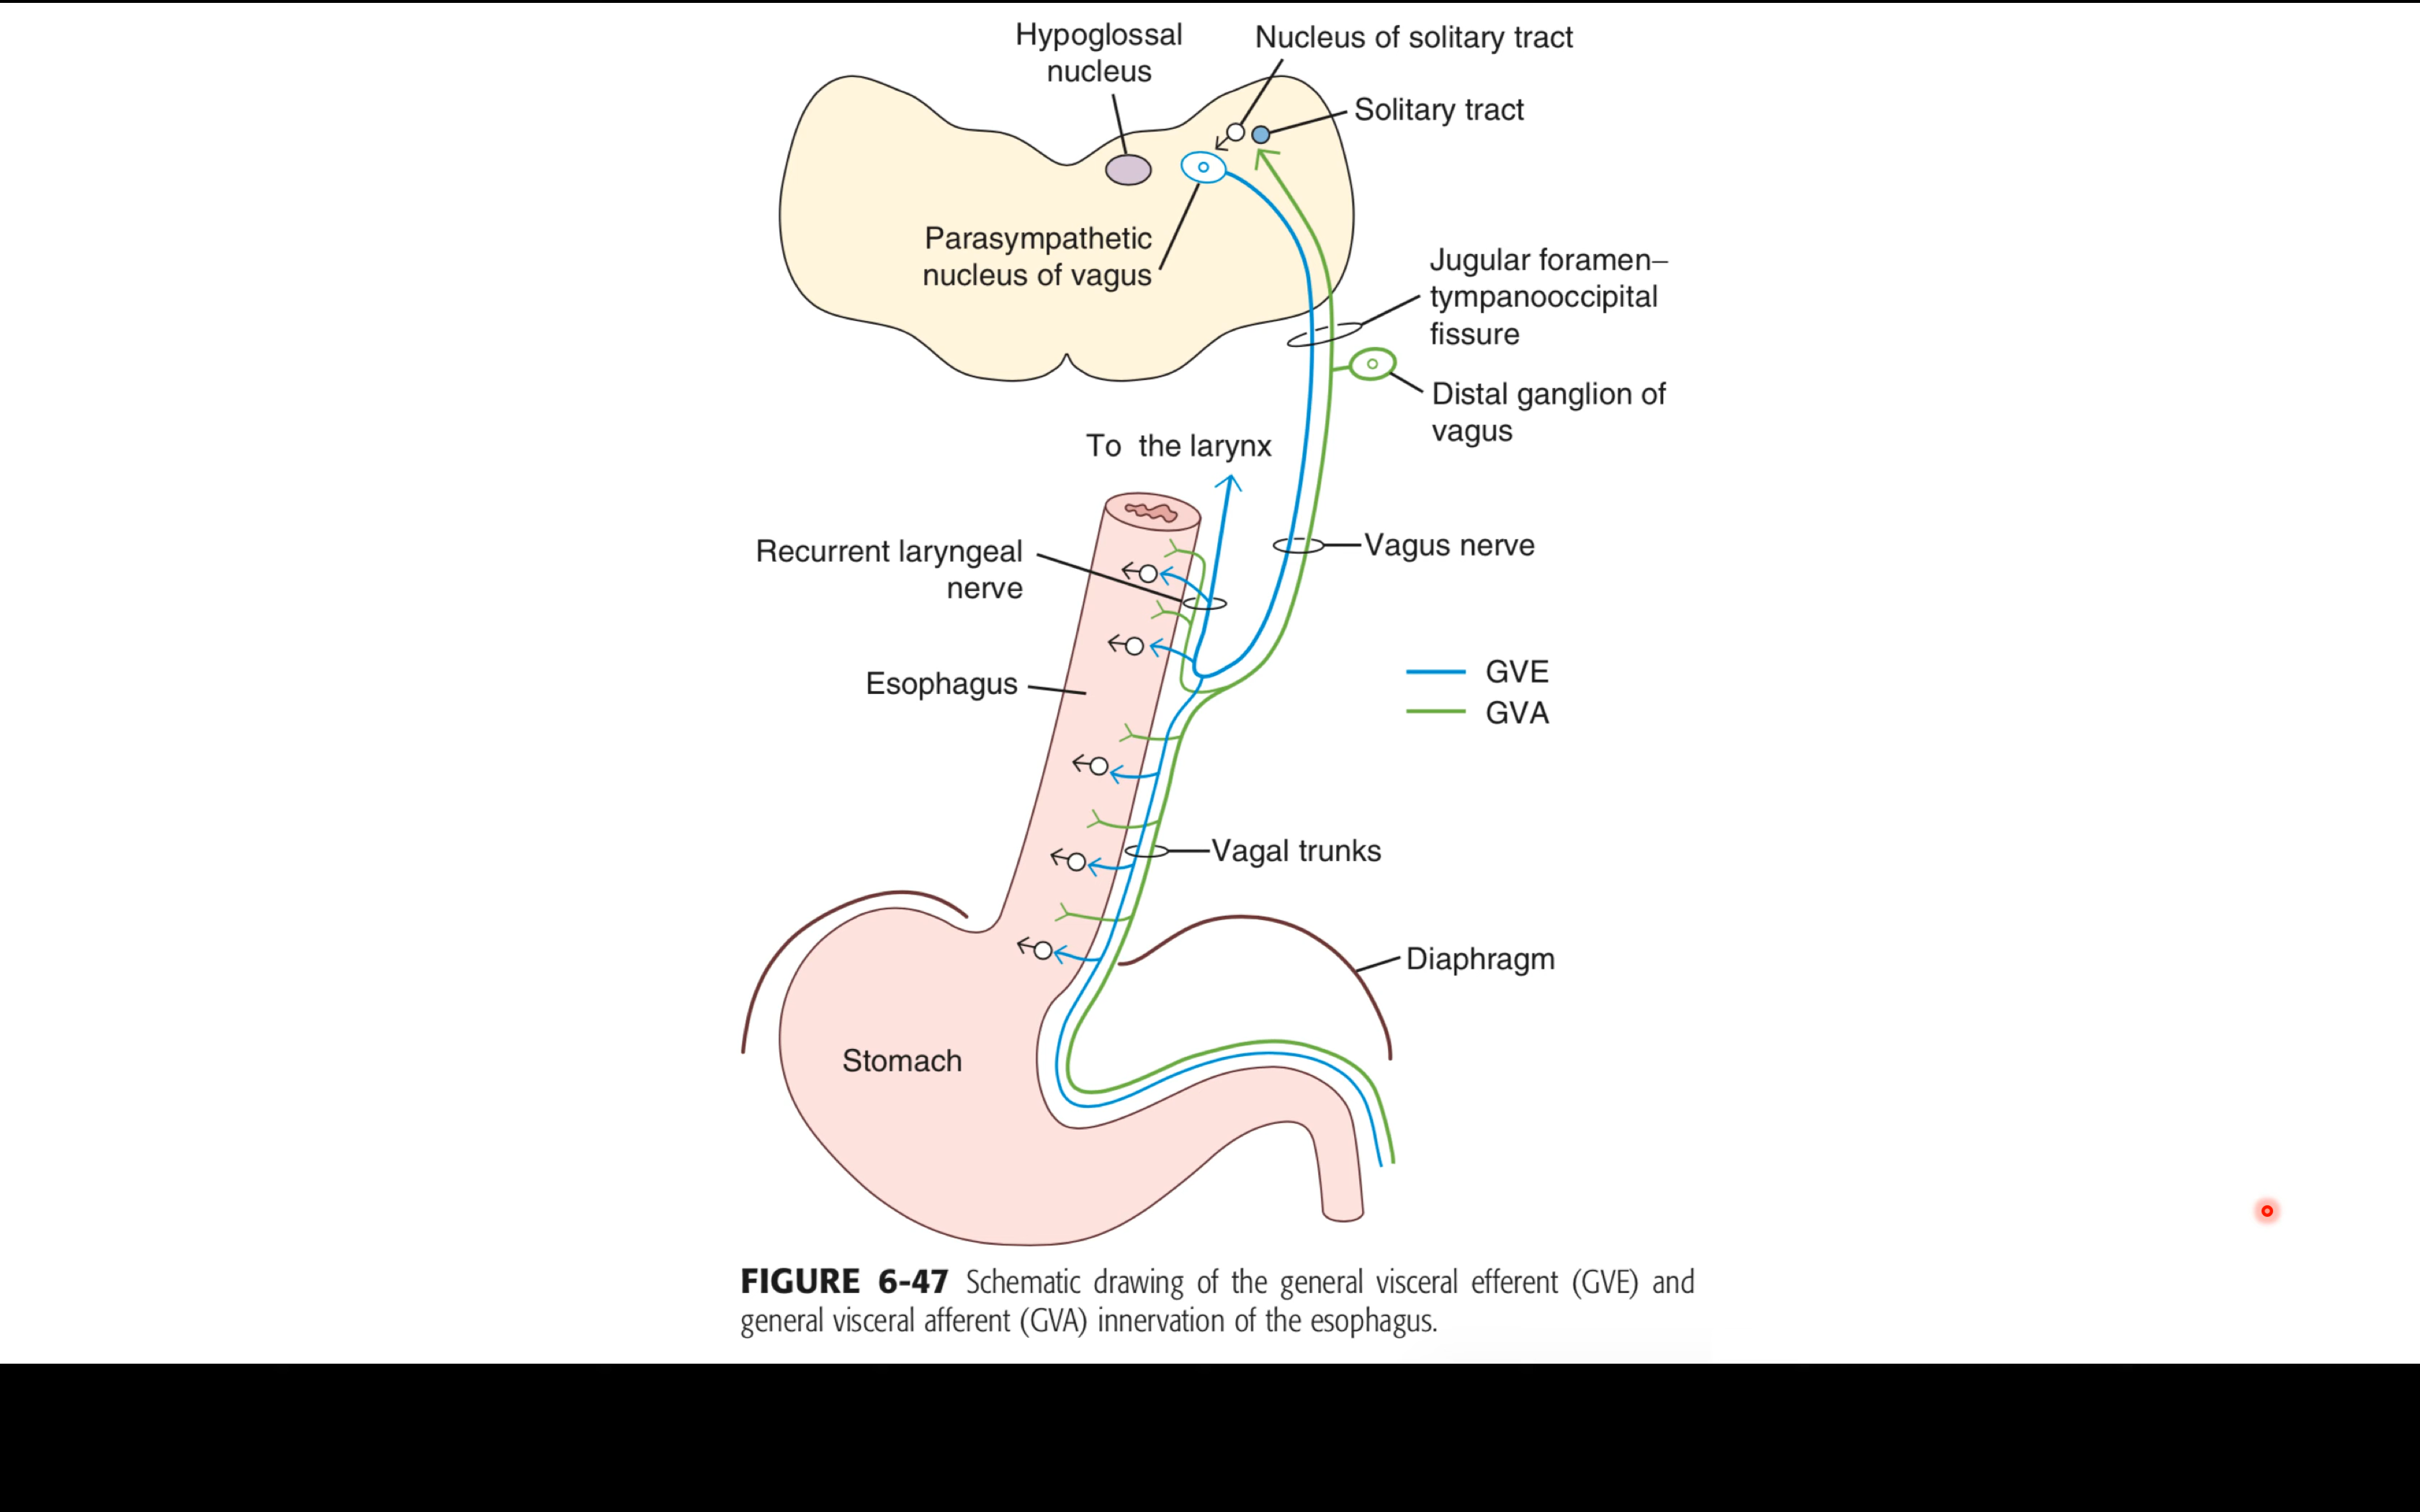 Hypoglossal
nucleus
Nucleus of solitary tract
Solitary tract
Parasympathetic
nucleus of vagus
Jugular foramen–
tympanooccipital
fissure
Distal ganglion of
vagus
To the larynx
Recurrent laryngeal
nerve
Vagus nerve
Esophagus
GVE
GVA
Vagal trunks
Diaphragm
Stomach
FIGURE 6-47 Schematic drawing of the general visceral efferent (GVE) and
general visceral afferent (GVA) innervation of the esophagus.